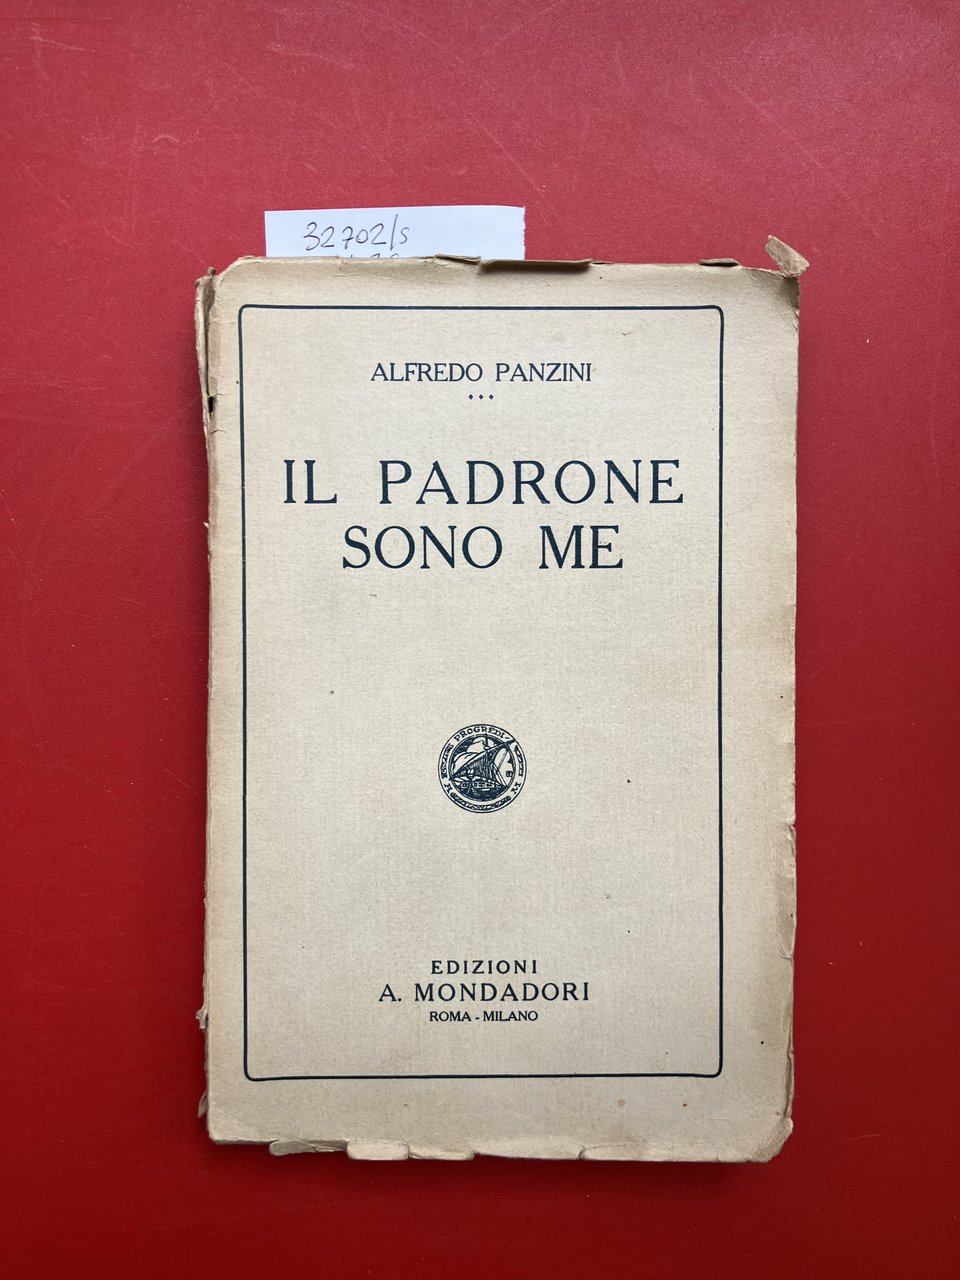 32702/s
ALFREDO PANZINI
IL PADRONE
SONO ME
PROGREDI
A M
EDIZIONI
A. MONDADORI
ROMA - MILANO